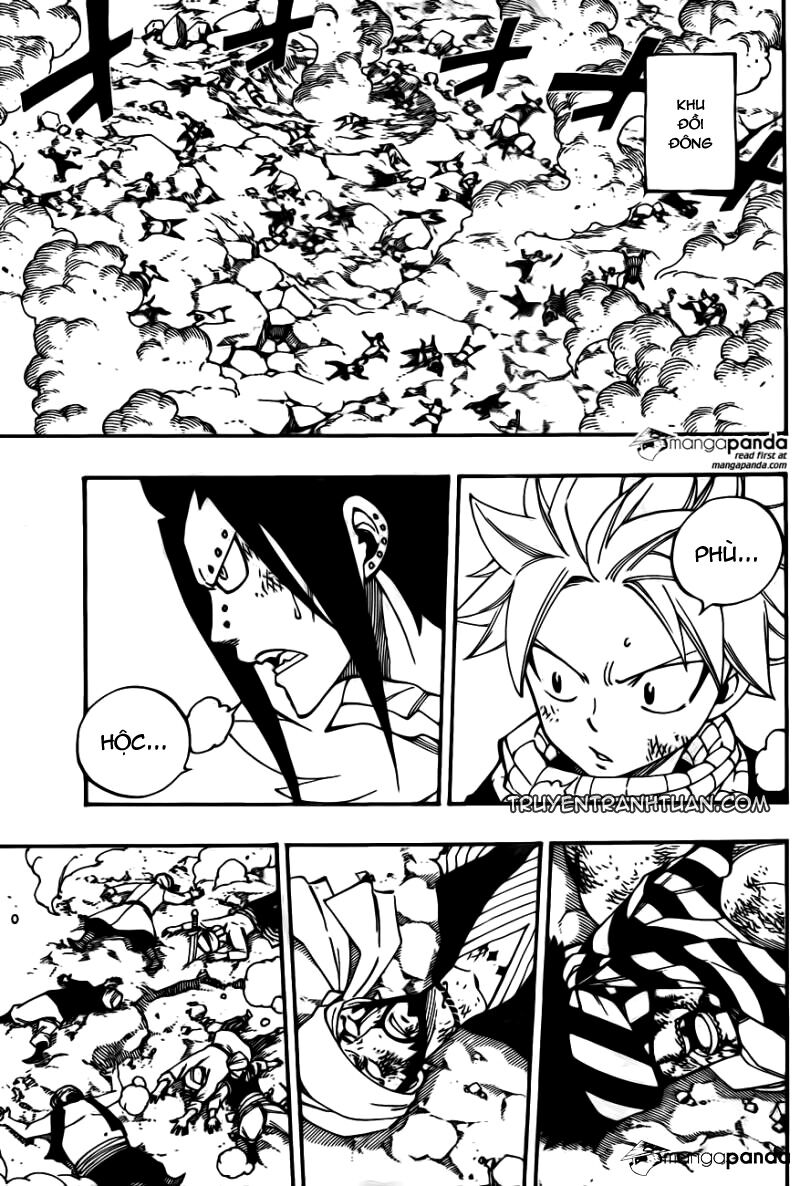 KHU
ĐỒI
ĐÔNG
mangapanda
read first at
mangapanda.com
PHÙ...
HỘC...
TRUYENTRANHTUAN.COM
mangapanda